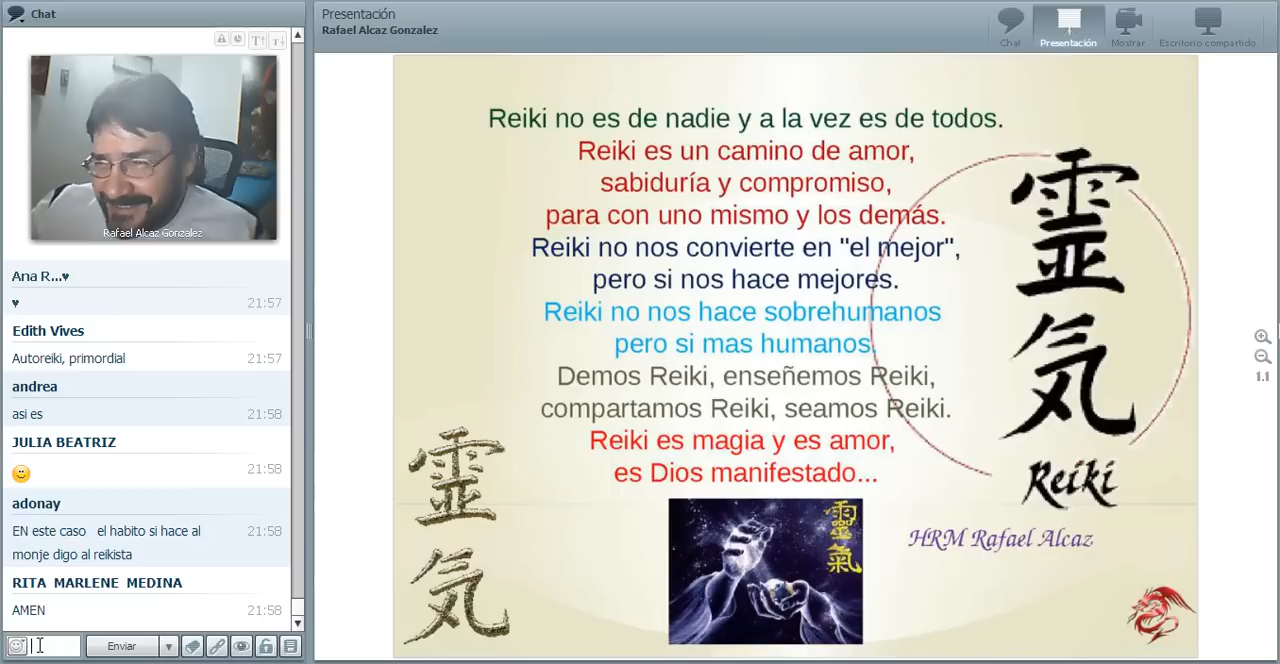 Chat
T↑
T↓
Rafael Alcaz Gonzalez
Ana R...♥
♥ 21:57
Edith Vives
Autoreiki, primordial 21:57
andrea
asi es 21:58
JULIA BEATRIZ
21:58
adonay
EN este caso el habito si hace al 21:58
monje digo al reikista
RITA MARLENE MEDINA
AMEN 21:58
Enviar
Presentación
Rafael Alcaz Gonzalez
Chat
Presentación
Mostrar
Escritorio compartido
Reiki no es de nadie y a la vez es de todos.
Reiki es un camino de amor,
sabiduría y compromiso,
para con uno mismo y los demás.
Reiki no nos convierte en "el mejor",
pero si nos hace mejores.
Reiki no nos hace sobrehumanos
pero si mas humanos.
Demos Reiki, enseñemos Reiki,
compartamos Reiki, seamos Reiki.
Reiki es magia y es amor,
es Dios manifestado...
靈
気
Reiki
靈
気
靈
氣
HRM Rafael Alcaz
1.1